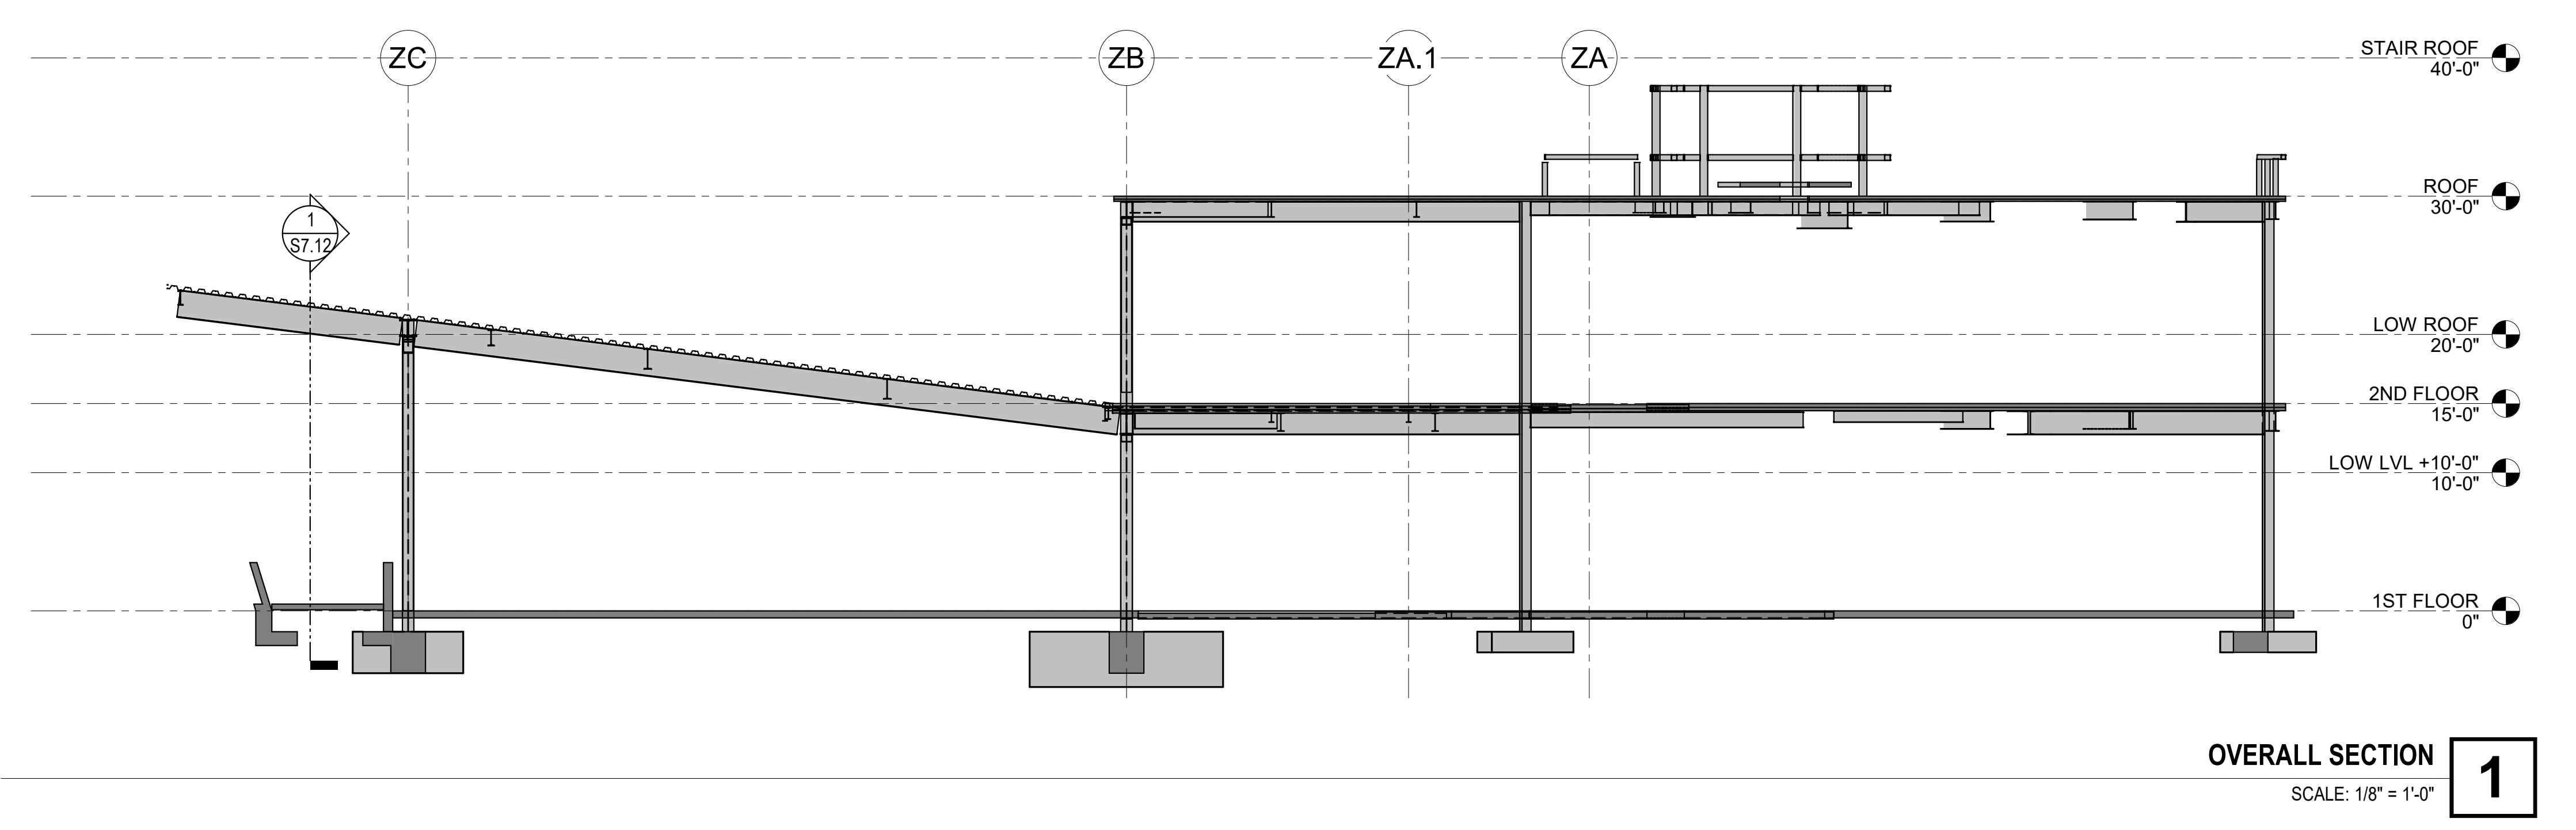 ZC
ZB
ZA.1
ZA
STAIR ROOF
40'-0"
ROOF
30'-0"
1
S7.12
LOW ROOF
20'-0"
2ND FLOOR
15'-0"
LOW LVL +10'-0"
10'-0"
1ST FLOOR
0"
OVERALL SECTION
SCALE: 1/8" = 1'-0"
1